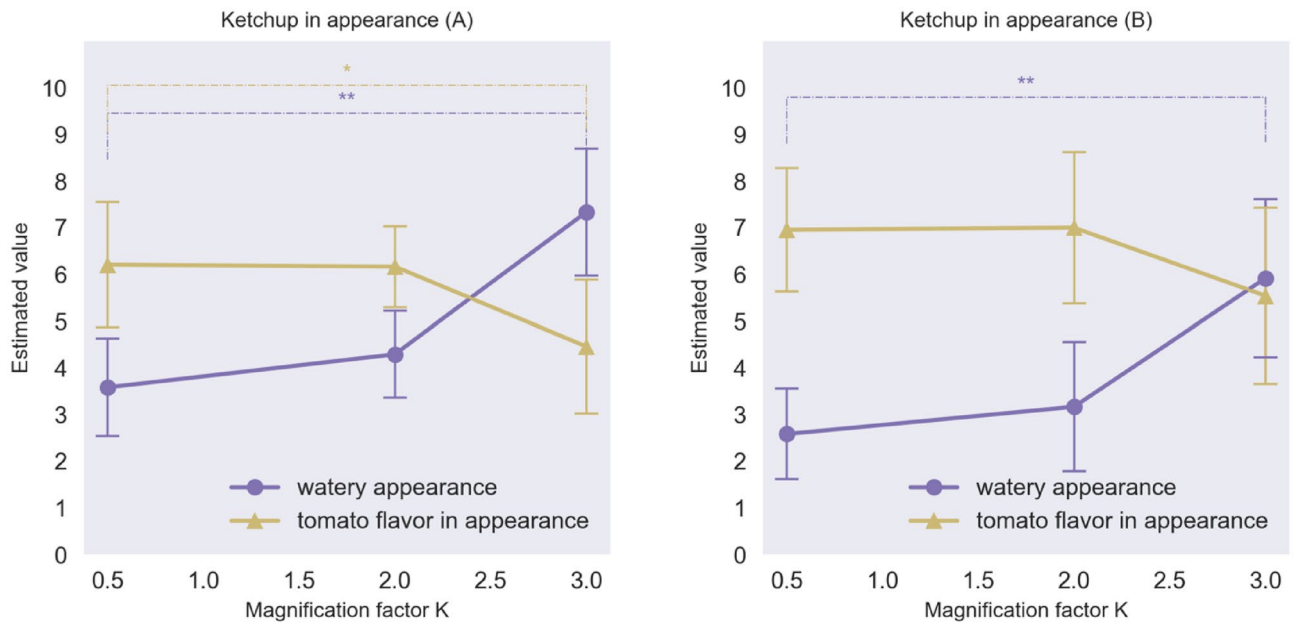 Ketchup in appearance (A)
Estimated value
10
9
8
7
6
5
4
3
2
1
0
*
**
watery appearance
tomato flavor in appearance
0.5 1.0 1.5 2.0 2.5 3.0
Magnification factor K
Ketchup in appearance (B)
Estimated value
10
9
8
7
6
5
4
3
2
1
0
**
watery appearance
tomato flavor in appearance
0.5 1.0 1.5 2.0 2.5 3.0
Magnification factor K